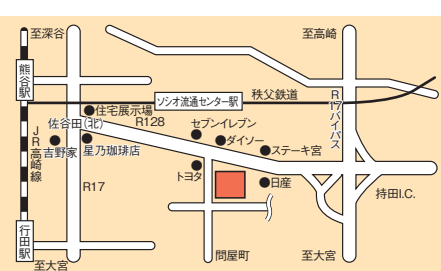 至深谷
至高崎
熊谷駅
ソシオ流通センター駅
秩父鉄道
R17バイパス
住宅展示場
佐谷田(北)
R128
セブンイレブン
ダイソー
ステーキ宮
JR高崎線
吉野家
星乃珈琲店
トヨタ
日産
R17
持田I.C.
行田駅
問屋町
至大宮
至大宮